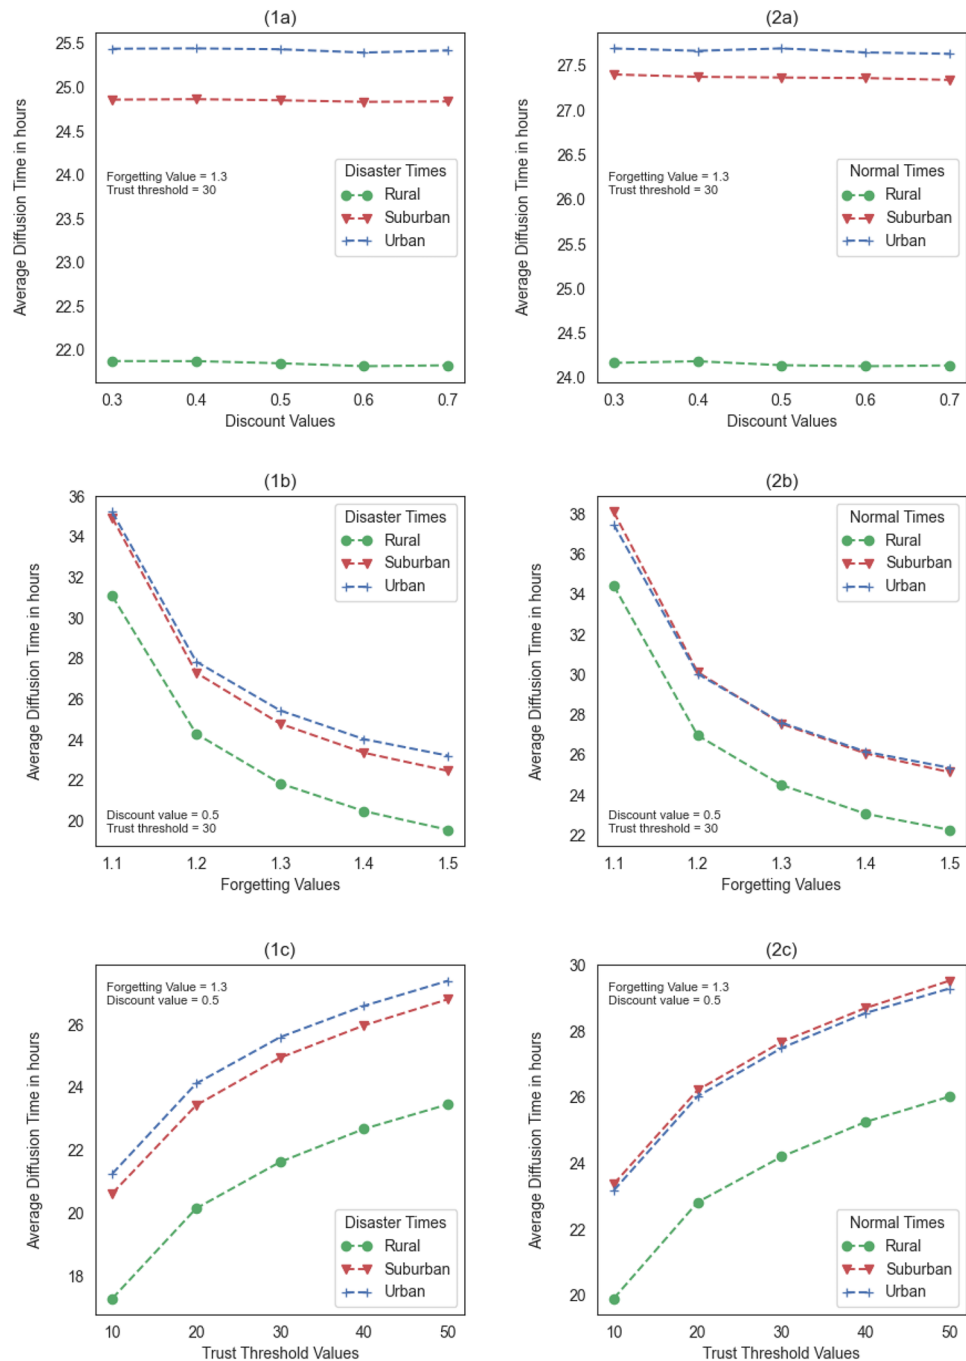 (1a)
Average Diffusion Time in hours
25.5
25.0
24.5
24.0
23.5
23.0
22.5
22.0
Forgetting Value = 1.3
Trust threshold = 30
Disaster Times
Rural
Suburban
Urban
0.3 0.4 0.5 0.6 0.7
Discount Values
(2a)
Average Diffusion Time in hours
27.5
27.0
26.5
26.0
25.5
25.0
24.5
24.0
Forgetting Value = 1.3
Trust threshold = 30
Normal Times
Rural
Suburban
Urban
0.3 0.4 0.5 0.6 0.7
Discount Values
(1b)
Average Diffusion Time in hours
36
34
32
30
28
26
24
22
20
Disaster Times
Rural
Suburban
Urban
Discount value = 0.5
Trust threshold = 30
1.1 1.2 1.3 1.4 1.5
Forgetting Values
(2b)
Average Diffusion Time in hours
38
36
34
32
30
28
26
24
22
Normal Times
Rural
Suburban
Urban
Discount value = 0.5
Trust threshold = 30
1.1 1.2 1.3 1.4 1.5
Forgetting Values
(1c)
Average Diffusion Time in hours
26
24
22
20
18
Forgetting Value = 1.3
Discount value = 0.5
Disaster Times
Rural
Suburban
Urban
10 20 30 40 50
Trust Threshold Values
(2c)
Average Diffusion Time in hours
30
28
26
24
22
20
Forgetting Value = 1.3
Discount value = 0.5
Normal Times
Rural
Suburban
Urban
10 20 30 40 50
Trust Threshold Values